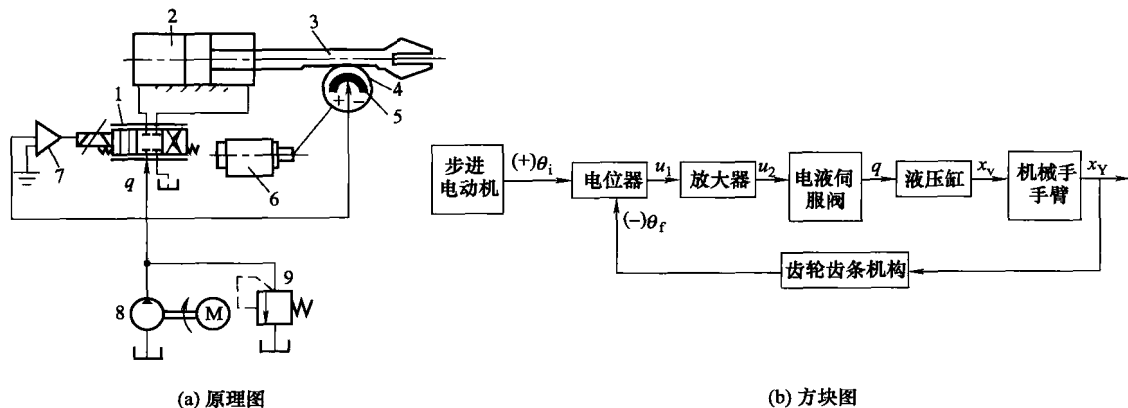 2
3
4
5
1
+ −
7
6
q
8
M
9
(a) 原理图
步进
电动机
(+)θi
电位器
u1
放大器
u2
电液伺
服阀
q
液压缸
xv
机械手
手臂
xY
(−)θf
齿轮齿条机构
(b) 方块图